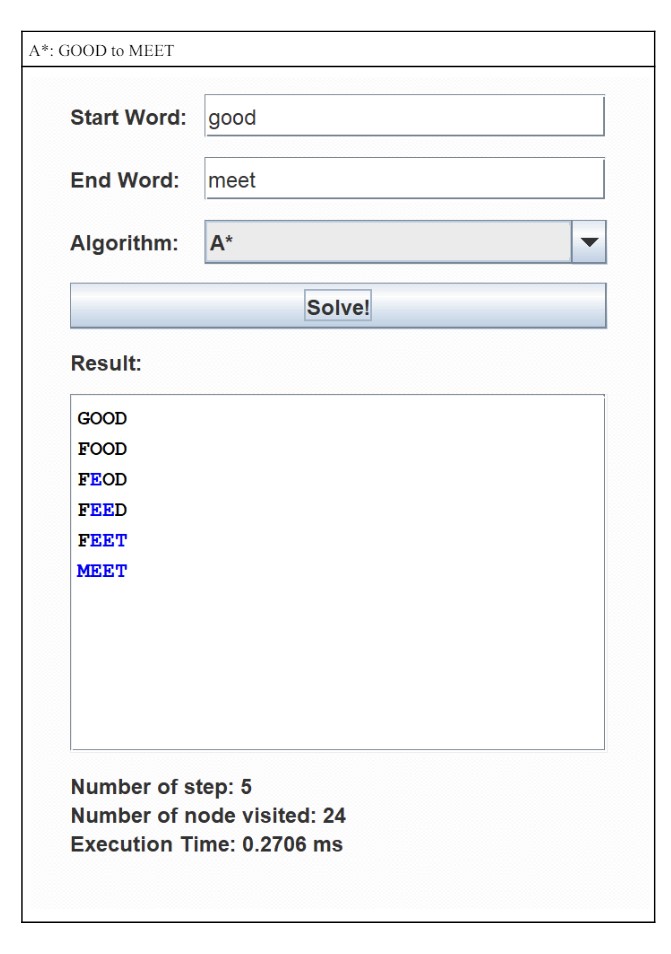 A*: GOOD to MEET
Start Word: good
End Word: meet
Algorithm: A*
Solve!
Result:
GOOD
FOOD
FEOD
FEED
FEET
MEET
Number of step: 5
Number of node visited: 24
Execution Time: 0.2706 ms